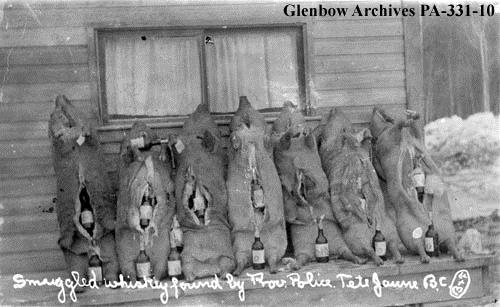 Glenbow Archives PA-331-10
Smuggled whiskey found by Prov. Police. Tete Jaune B.C.